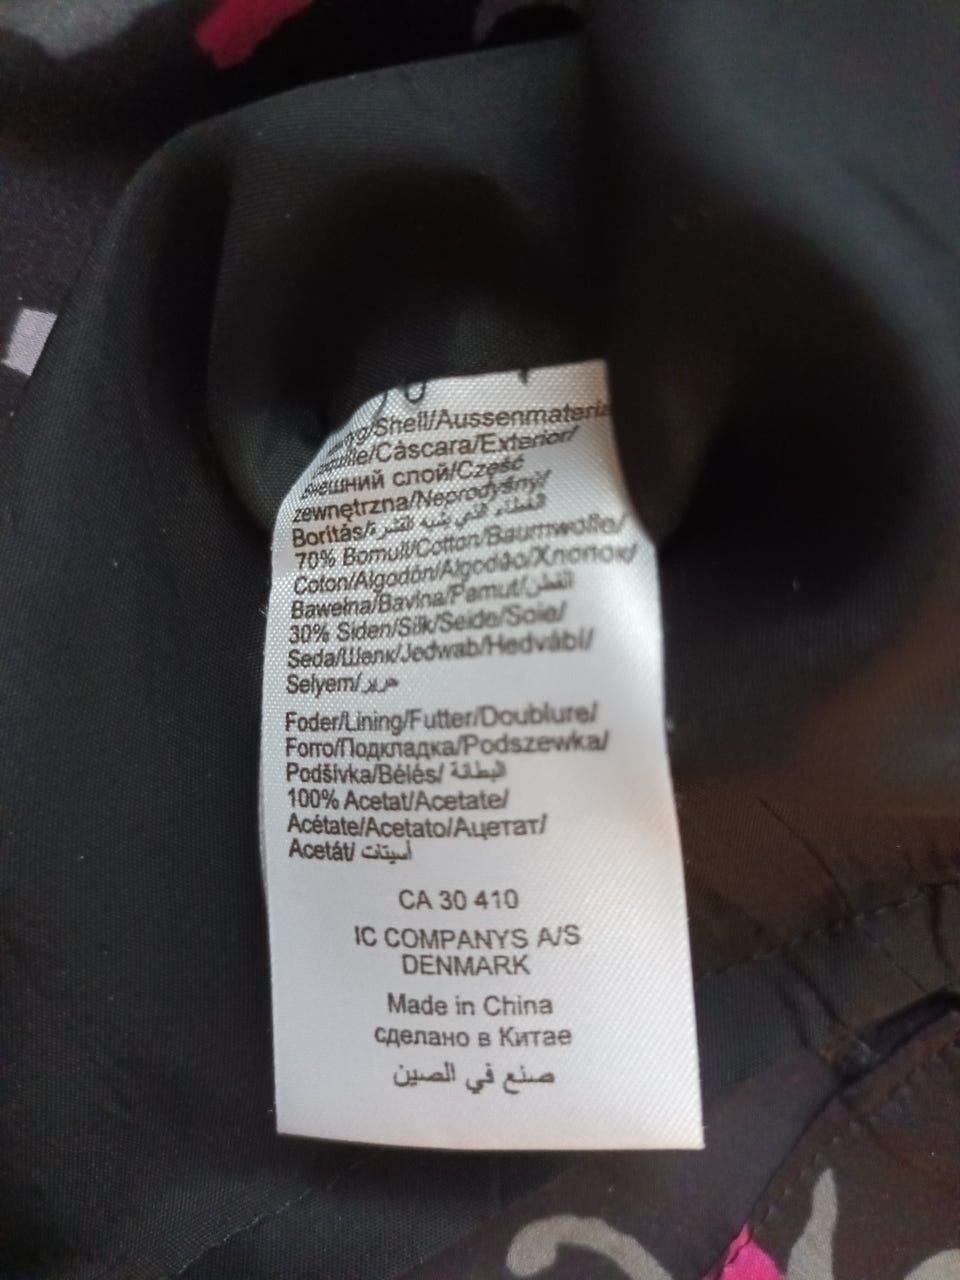 Shell/Aussenmateria
Càscara/Exterior/
внешний слой/Część
zewnętrzna/Neprodyšný/
Borítás/
70% Bomull/Cotton/Baumwolle/
Coton/Algodón/Algodão/Хлопок/
Bawełna/Bavlna/Pamut/القطن
30% Siden/Silk/Seide/Soie/
Seda/Шелк/Jedwab/Hedvábí/
Selyem/حرير
Foder/Lining/Futter/Doublure/
Forro/Подкладка/Podszewka/
Podšívka/Bélés/ البطانة
100% Acetat/Acetate/
Acétate/Acetato/Ацетат/
Acetát/ أسيتات
CA 30 410
IC COMPANYS A/S
DENMARK
Made in China
сделано в Китае
صنع في الصين